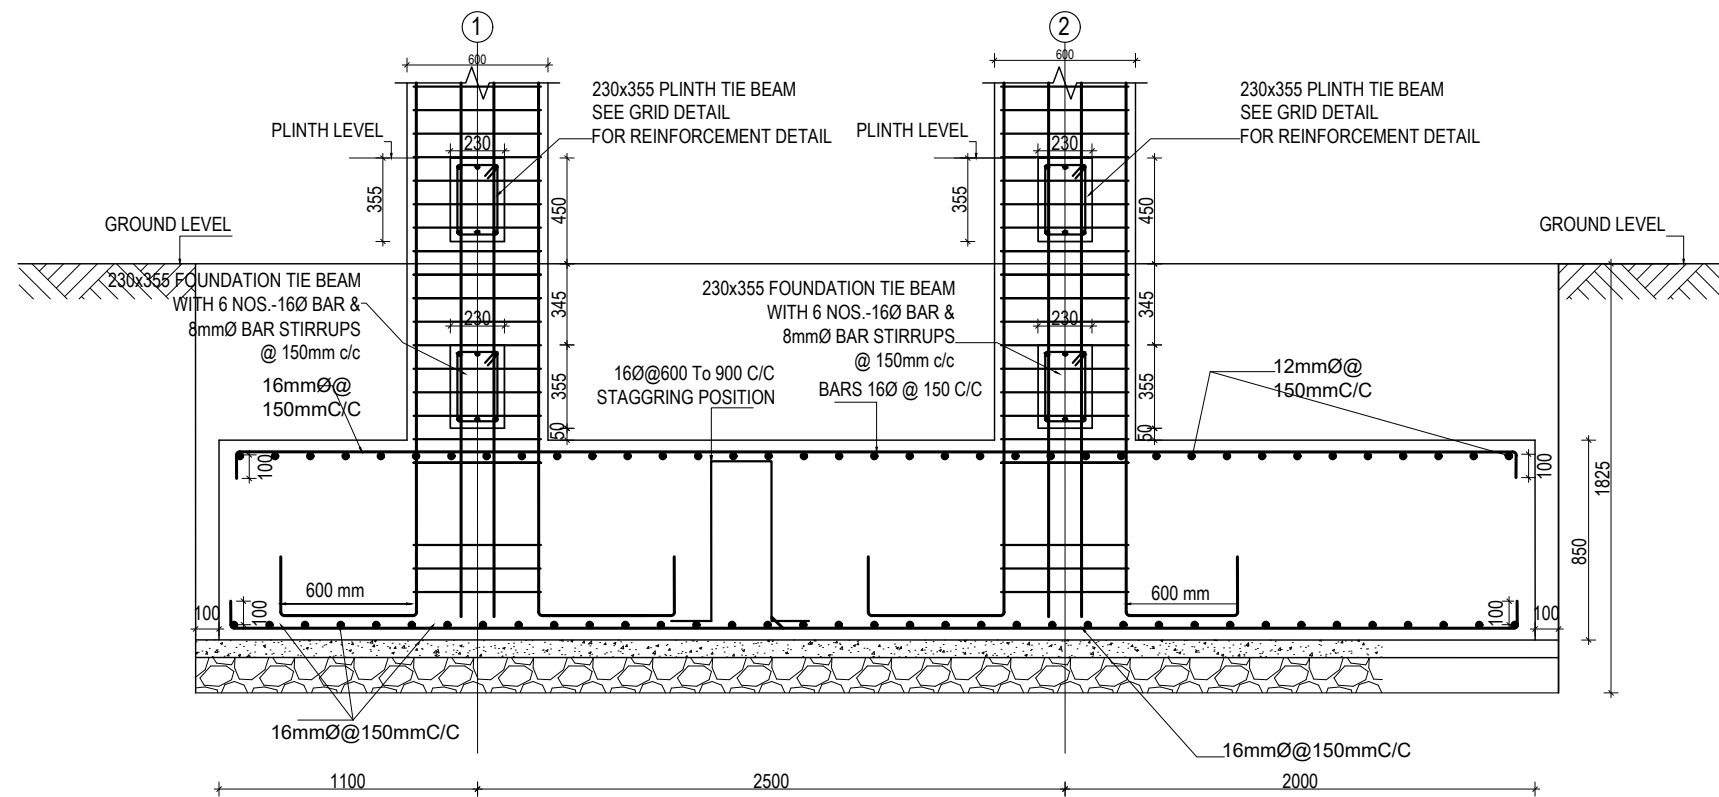 1
2
600
600
230x355 PLINTH TIE BEAM
SEE GRID DETAIL
FOR REINFORCEMENT DETAIL
230x355 PLINTH TIE BEAM
SEE GRID DETAIL
FOR REINFORCEMENT DETAIL
PLINTH LEVEL
PLINTH LEVEL
230
230
355
450
355
450
GROUND LEVEL
GROUND LEVEL
230x355 FOUNDATION TIE BEAM
WITH 6 NOS.-16Ø BAR &
8mmØ BAR STIRRUPS
@ 150mm c/c
230x355 FOUNDATION TIE BEAM
WITH 6 NOS.-16Ø BAR &
8mmØ BAR STIRRUPS
@ 150mm c/c
230
230
345
345
355
355
50
50
16mmØ@
150mmC/C
16Ø@600 To 900 C/C
STAGGRING POSITION
BARS 16Ø @ 150 C/C
12mmØ@
150mmC/C
100
100
1825
850
600 mm
600 mm
100
100
100
100
16mmØ@150mmC/C
16mmØ@150mmC/C
1100
2500
2000